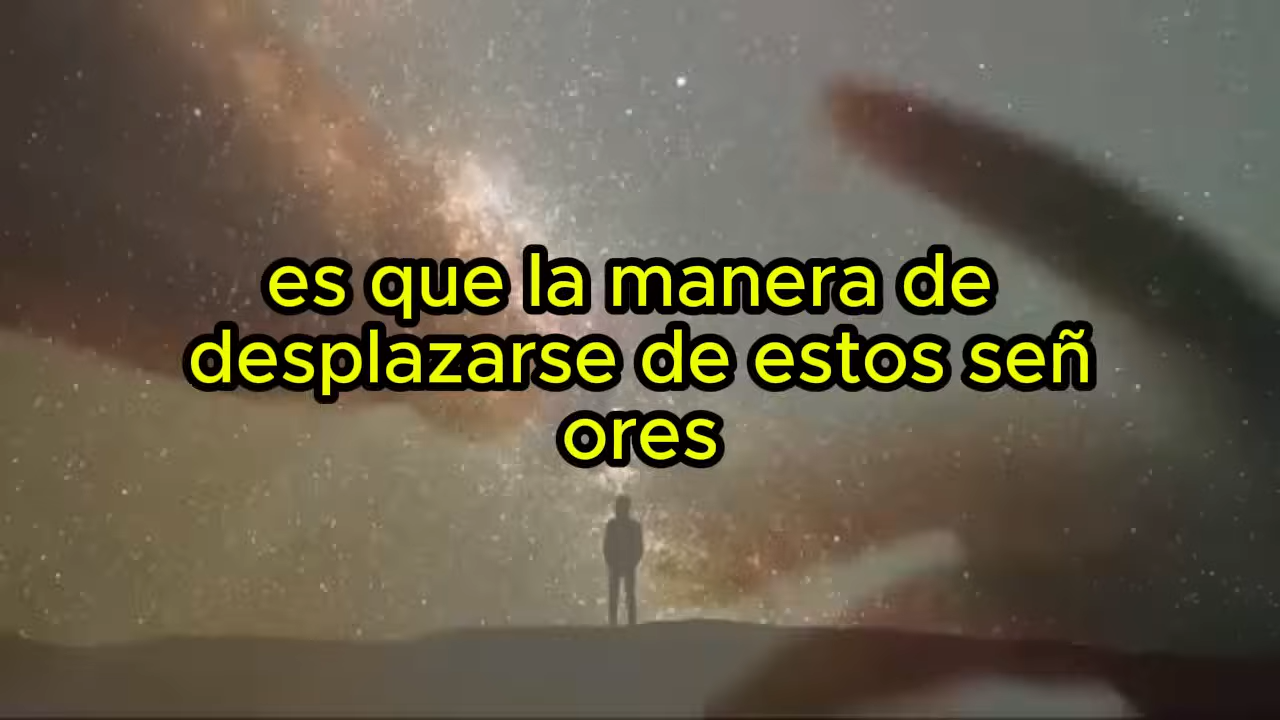 es que la manera de
desplazarse de estos señ
ores